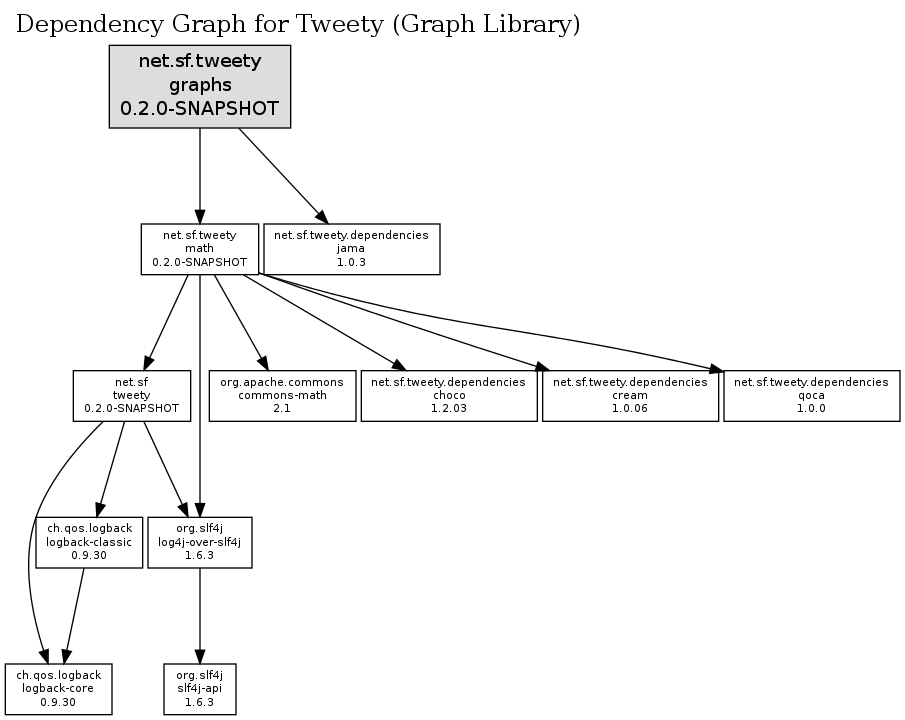 Dependency Graph for Tweety (Graph Library)
net.sf.tweety
graphs
0.2.0-SNAPSHOT
net.sf.tweety
math
0.2.0-SNAPSHOT
net.sf.tweety.dependencies
jama
1.0.3
net.sf
tweety
0.2.0-SNAPSHOT
org.apache.commons
commons-math
2.1
net.sf.tweety.dependencies
choco
1.2.03
net.sf.tweety.dependencies
cream
1.0.06
net.sf.tweety.dependencies
qoca
1.0.0
ch.qos.logback
logback-classic
0.9.30
org.slf4j
log4j-over-slf4j
1.6.3
ch.qos.logback
logback-core
0.9.30
org.slf4j
slf4j-api
1.6.3